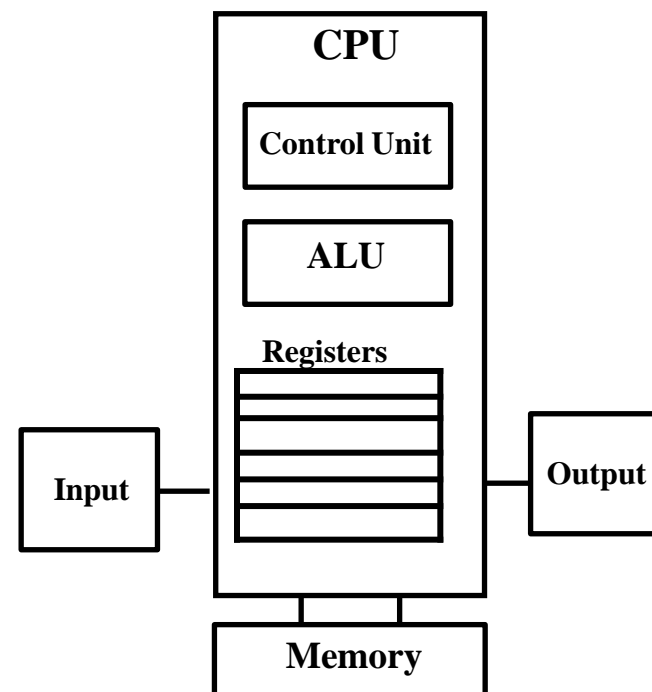 CPU
Control Unit
ALU
Registers
Input
Output
Memory